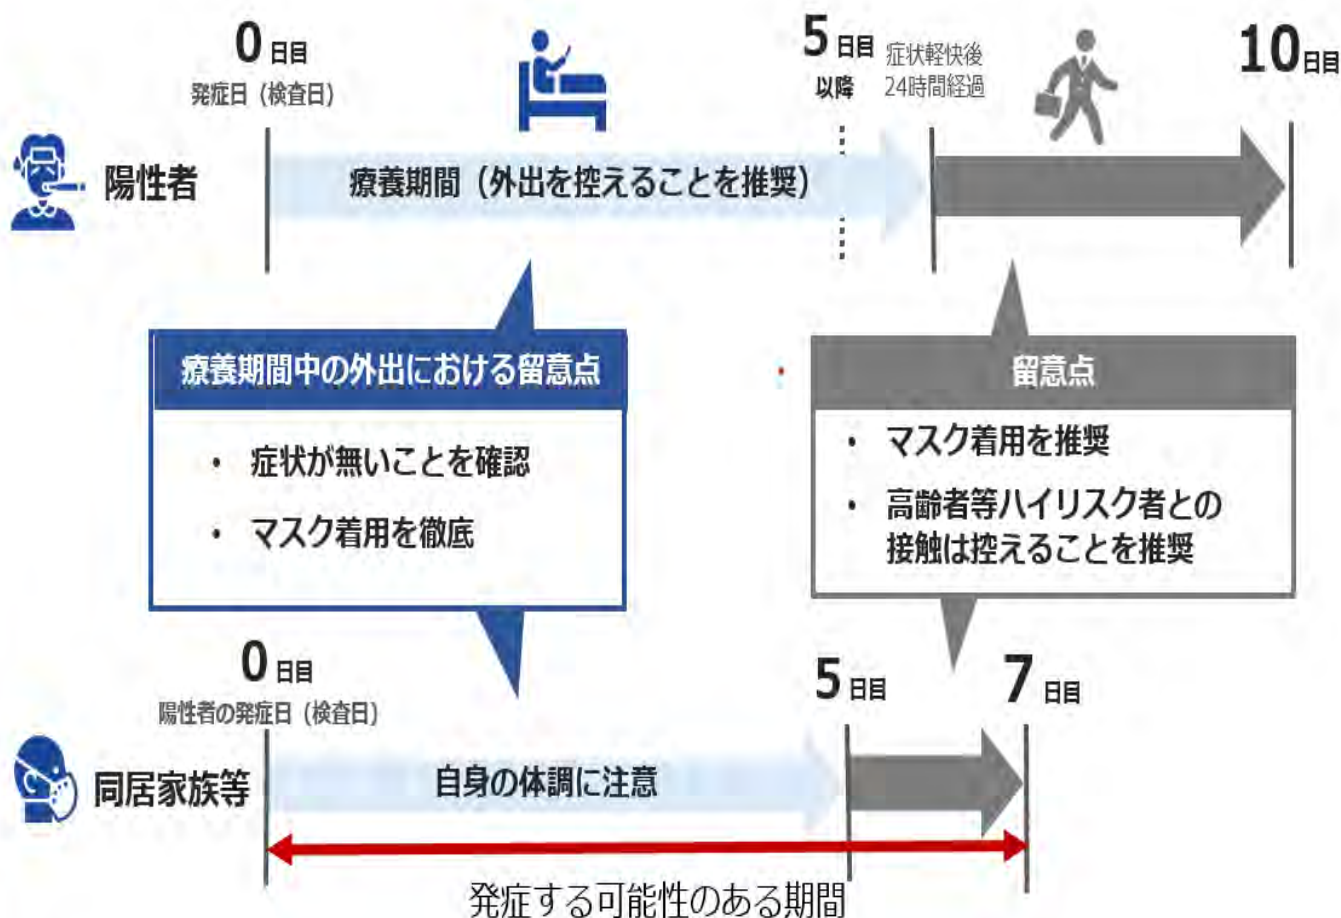 0日目
発症日（検査日）
5日目
以降
症状軽快後
24時間経過
10日目
陽性者
療養期間（外出を控えることを推奨）
療養期間中の外出における留意点
・ 症状が無いことを確認
・ マスク着用を徹底
留意点
・ マスク着用を推奨
・ 高齢者等ハイリスク者との
接触は控えることを推奨
0日目
陽性者の発症日（検査日）
5日目
7日目
同居家族等
自身の体調に注意
発症する可能性のある期間